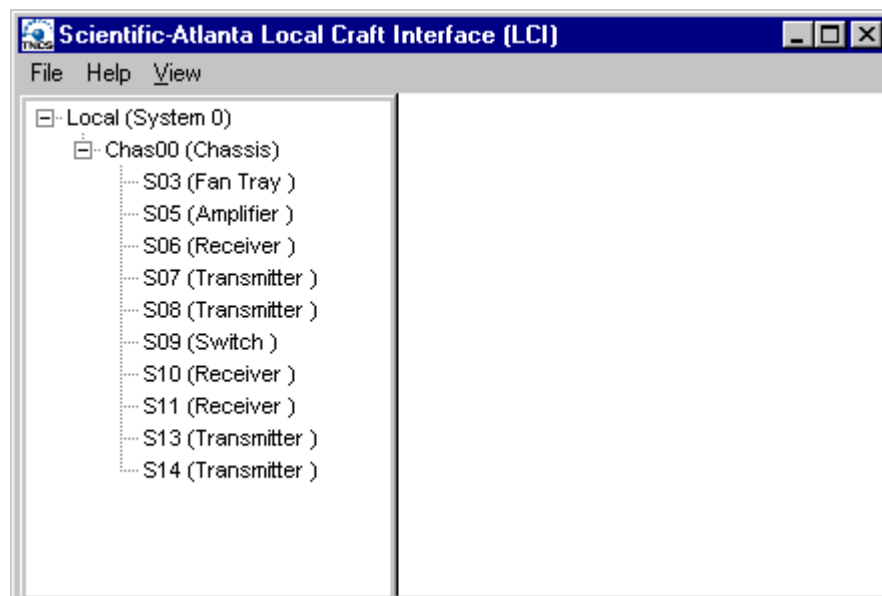 Scientific-Atlanta Local Craft Interface (LCI)
TNCS
File Help View
Local (System 0)
Chas00 (Chassis)
S03 (Fan Tray )
S05 (Amplifier )
S06 (Receiver )
S07 (Transmitter )
S08 (Transmitter )
S09 (Switch )
S10 (Receiver )
S11 (Receiver )
S13 (Transmitter )
S14 (Transmitter )